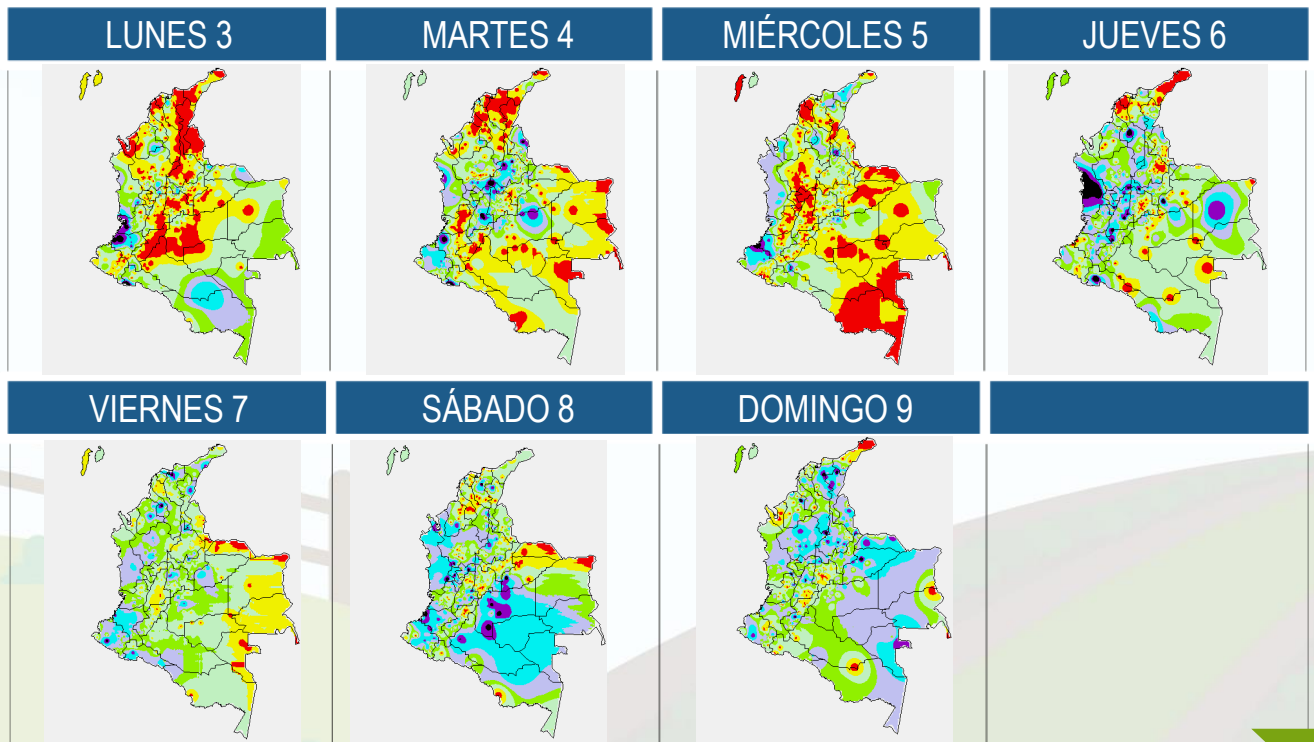 LUNES 3
MARTES 4
MIÉRCOLES 5
JUEVES 6
VIERNES 7
SÁBADO 8
DOMINGO 9